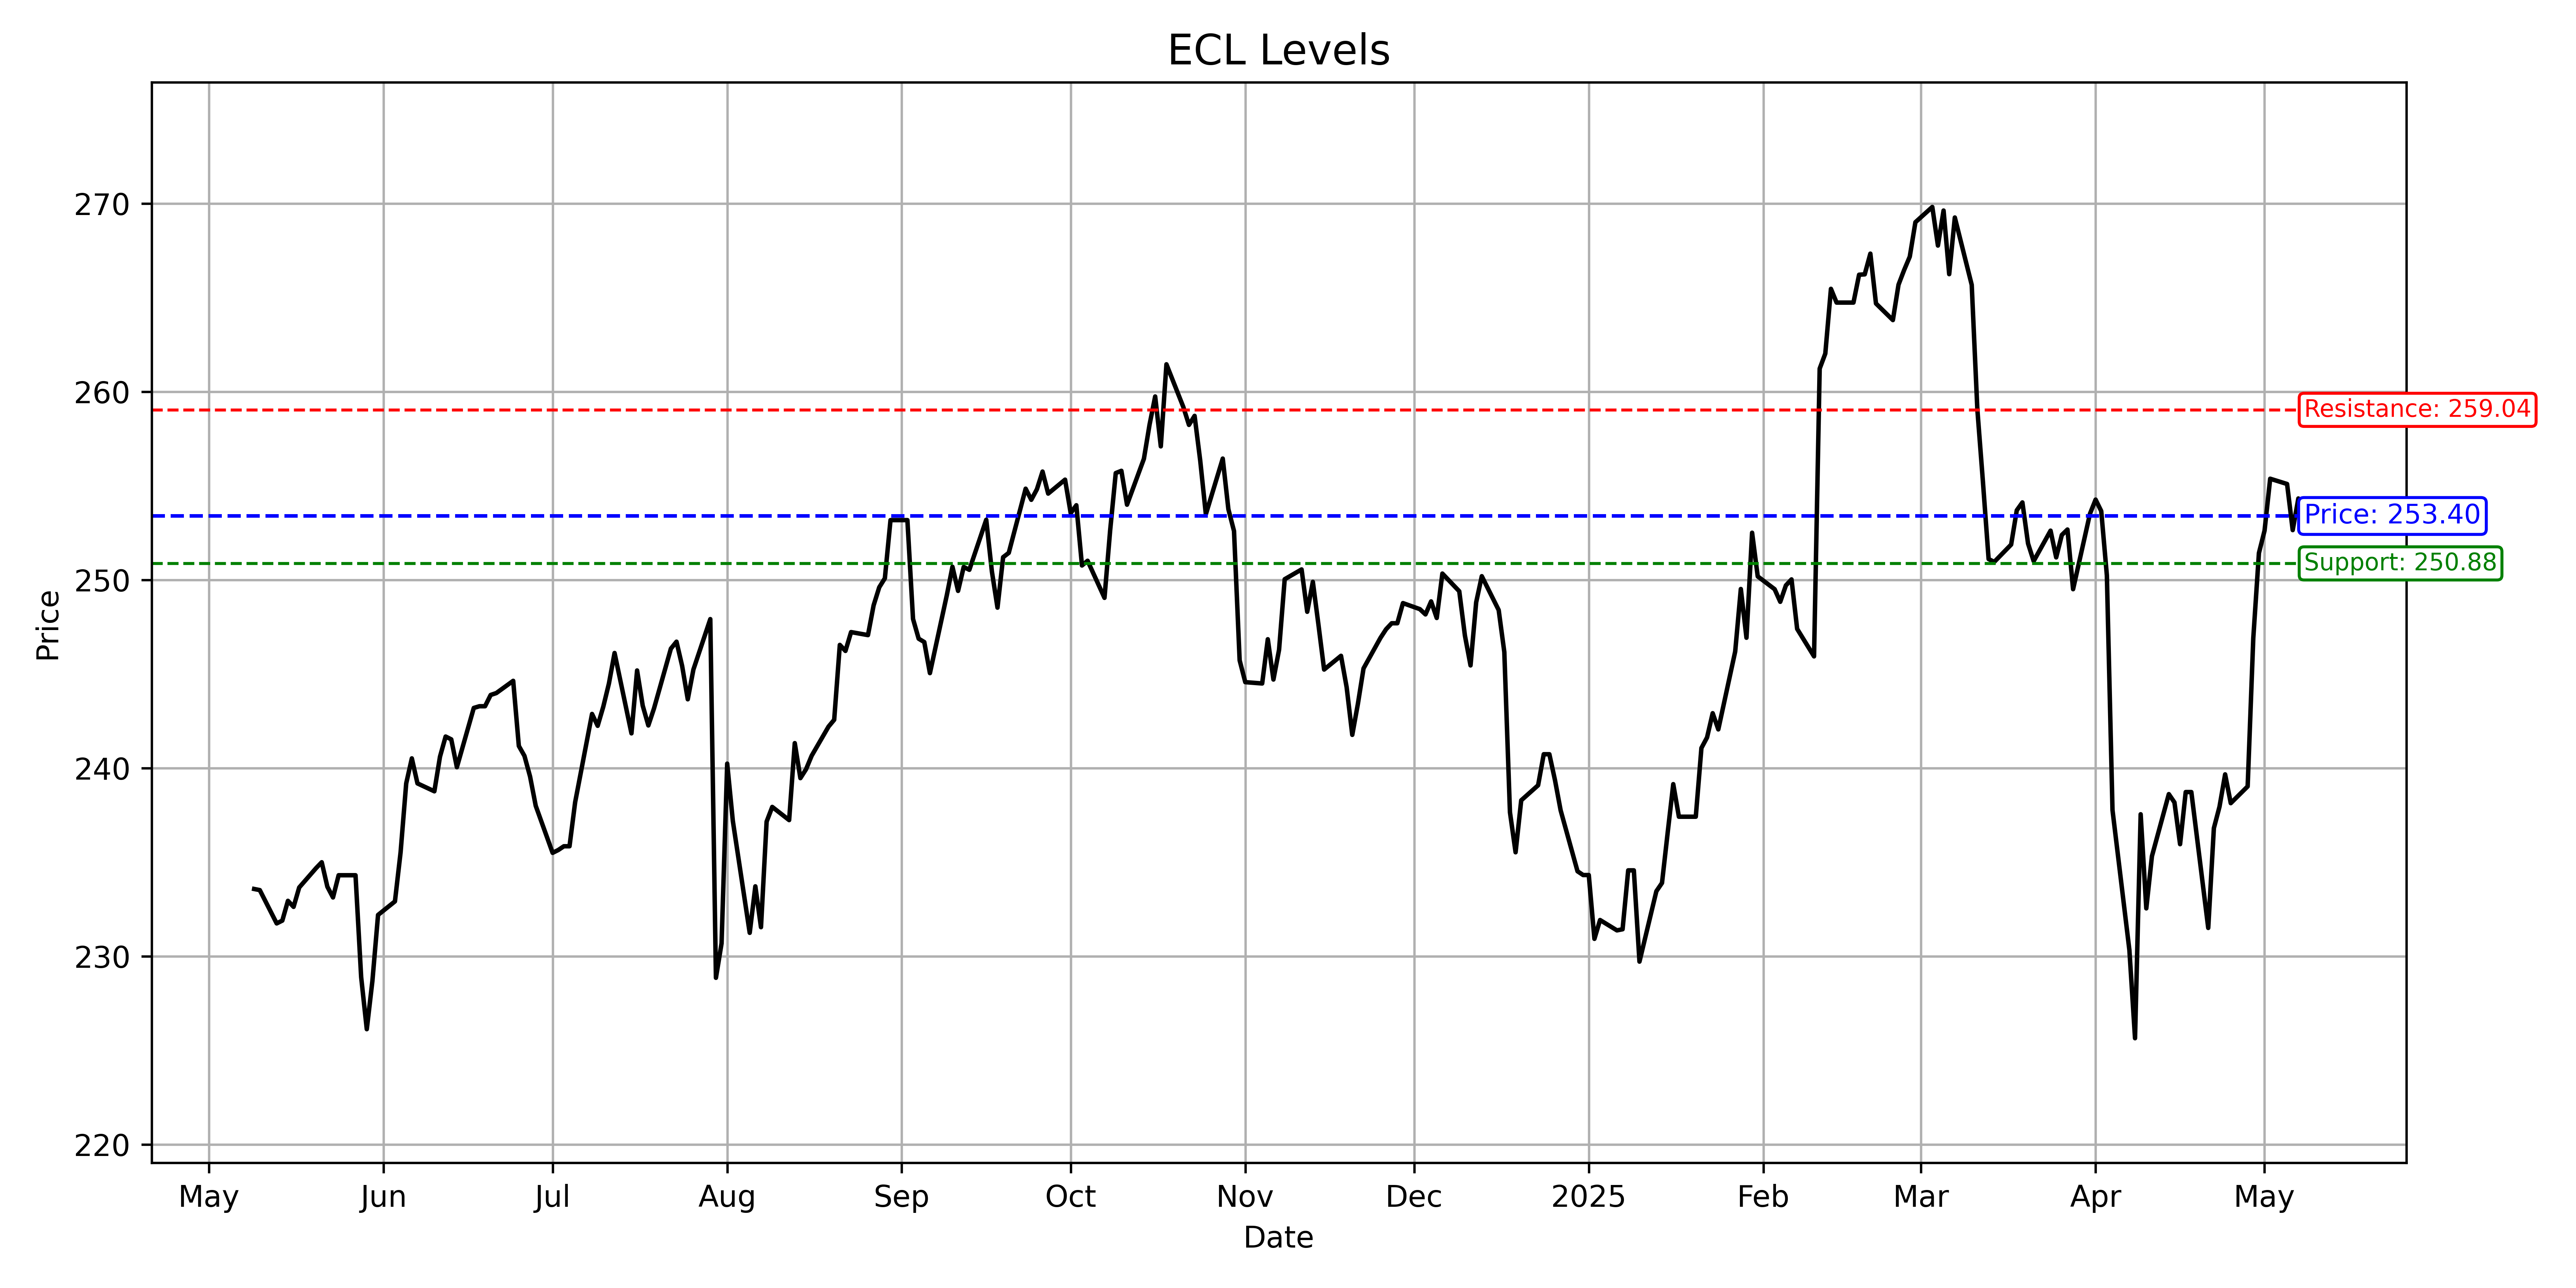 ECL Levels
270
260
250
240
230
220
Price
Resistance: 259.04
Price: 253.40
Support: 250.88
May
Jun
Jul
Aug
Sep
Oct
Nov
Dec
2025
Feb
Mar
Apr
May
Date